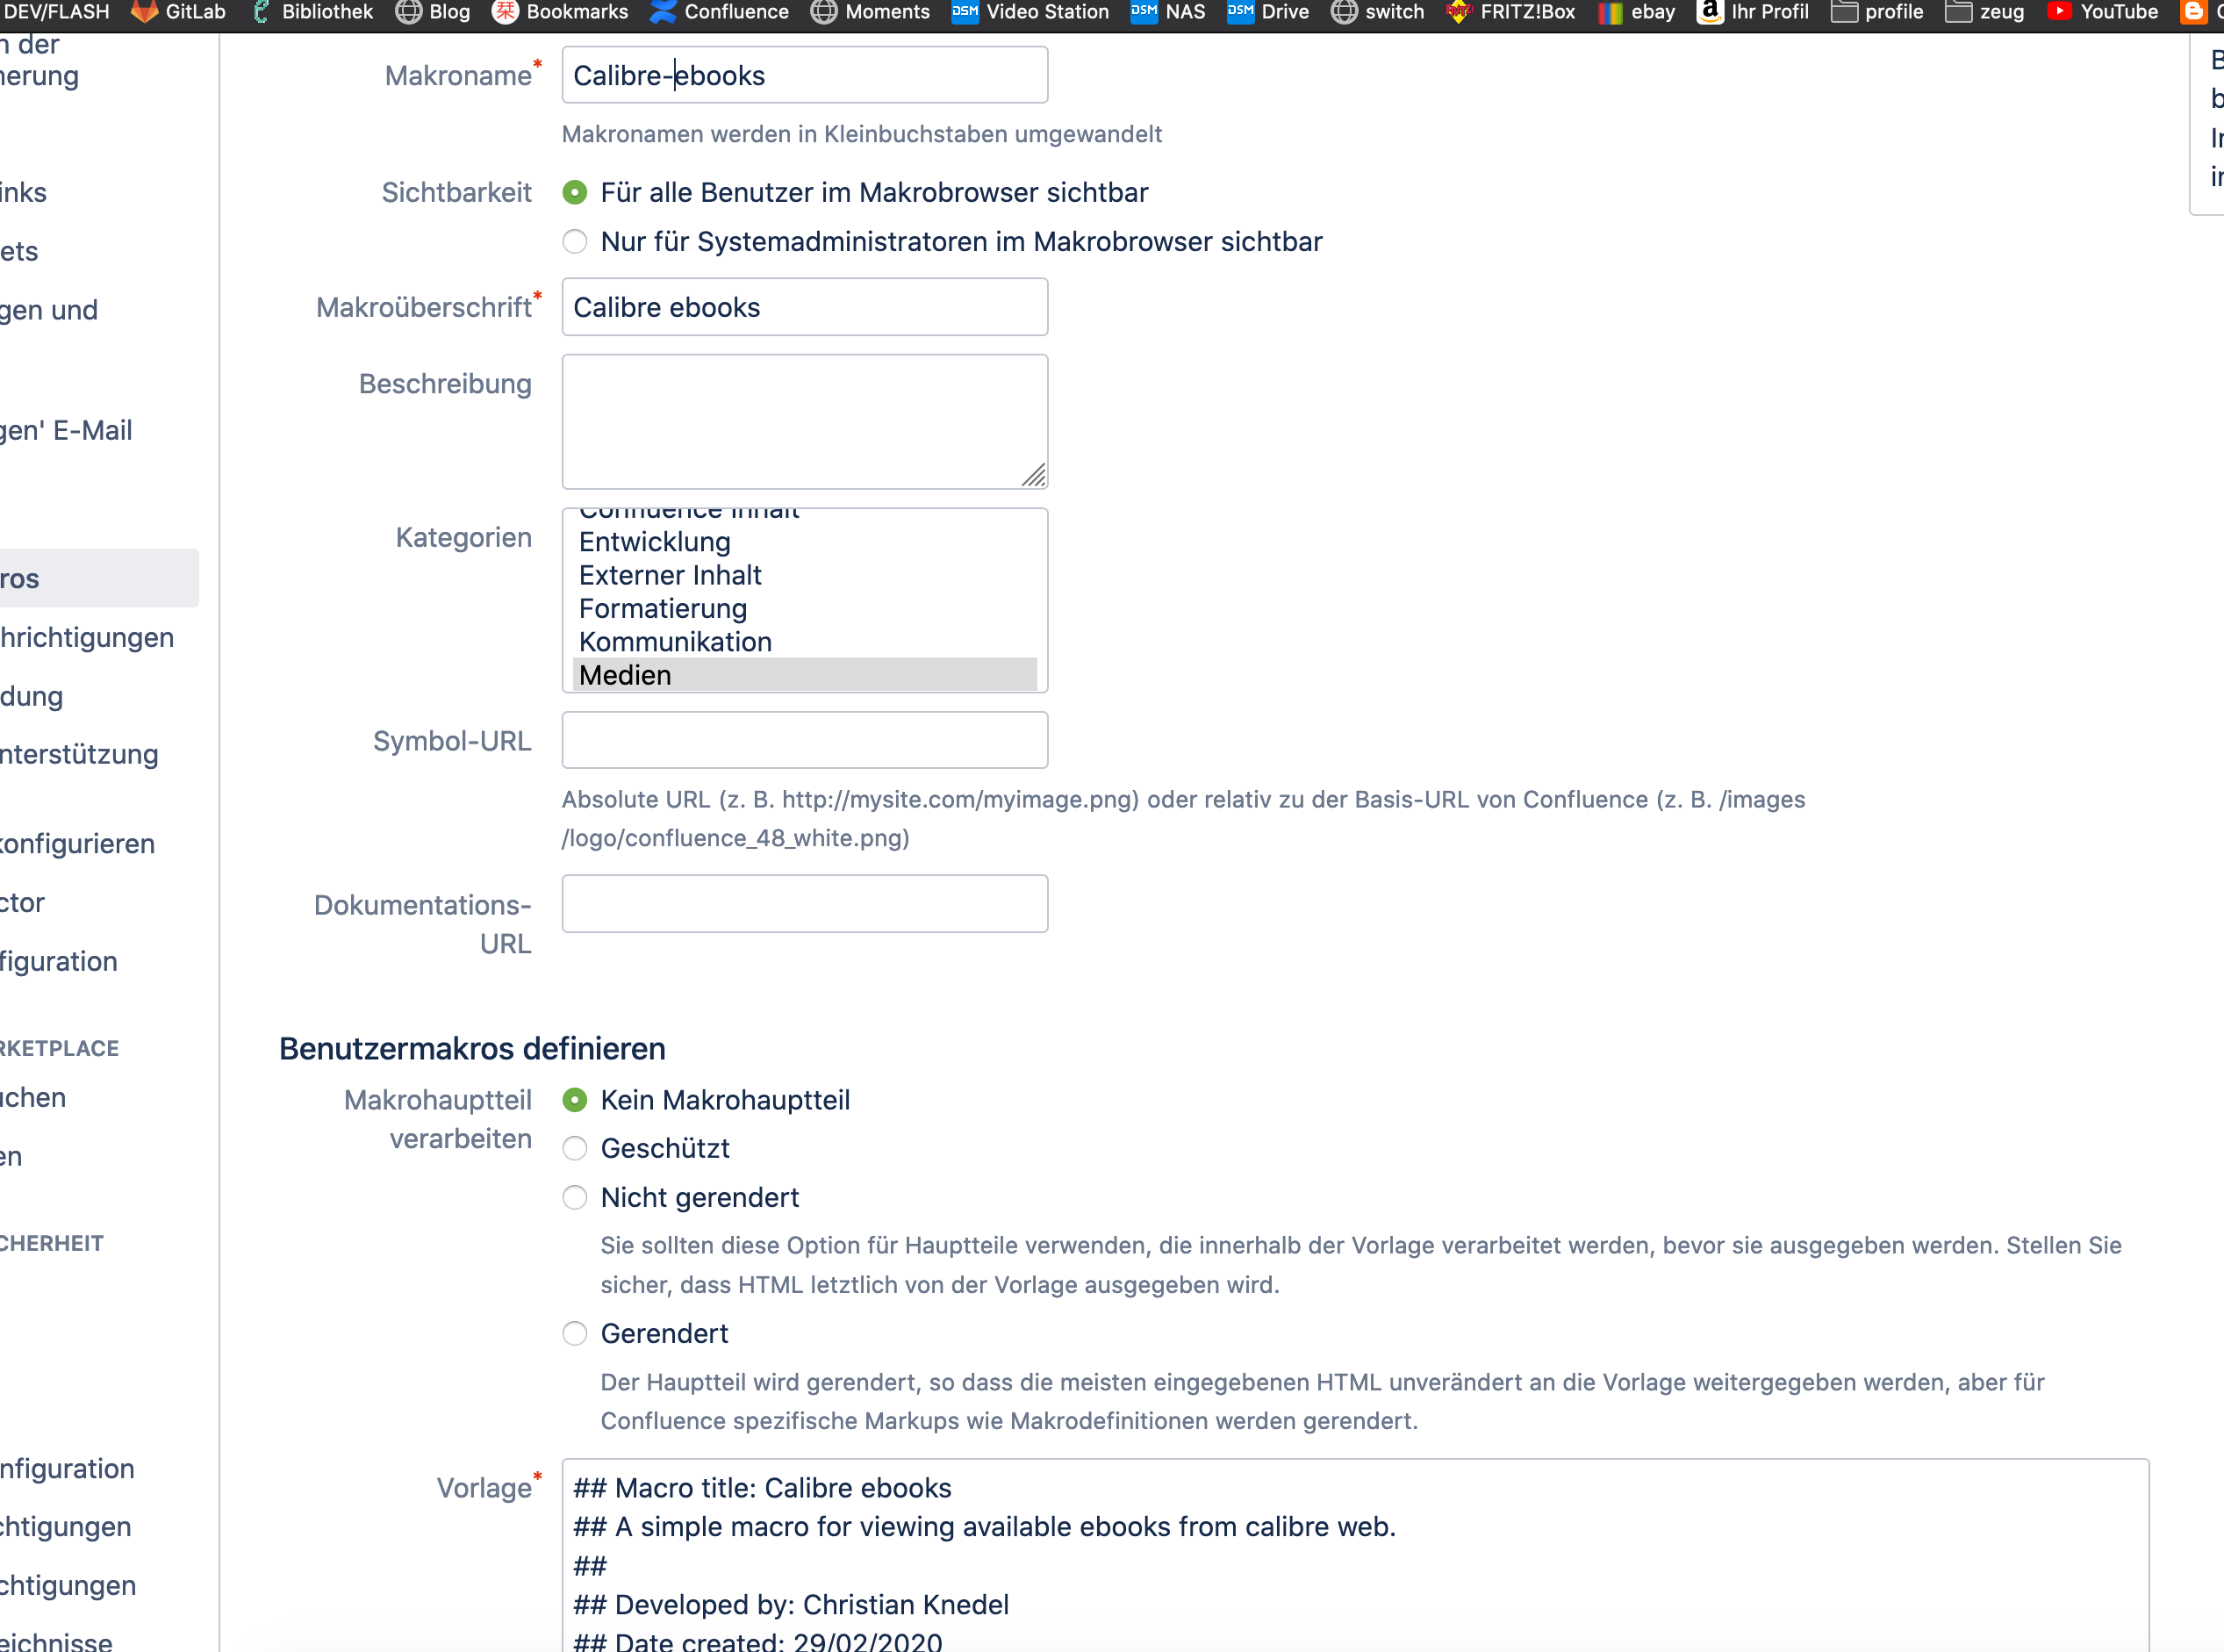 DEV/FLASH GitLab Bibliothek Blog Bookmarks Confluence Moments DSM Video Station DSM NAS DSM Drive switch FRITZ!Box ebay Ihr Profil profile zeug YouTube
n der
nerung
inks
ets
gen und
gen' E-Mail
ros
hrichtigungen
dung
nterstützung
konfigurieren
ctor
figuration
RKETPLACE
uchen
en
CHERHEIT
nfiguration
chtigungen
chtigungen
eichnisse
Makroname*
Calibre-ebooks
Makronamen werden in Kleinbuchstaben umgewandelt
Sichtbarkeit
Für alle Benutzer im Makrobrowser sichtbar
Nur für Systemadministratoren im Makrobrowser sichtbar
Makroüberschrift*
Calibre ebooks
Beschreibung
Kategorien
Confluence Inhalt
Entwicklung
Externer Inhalt
Formatierung
Kommunikation
Medien
Symbol-URL
Absolute URL (z. B. http://mysite.com/myimage.png) oder relativ zu der Basis-URL von Confluence (z. B. /images
/logo/confluence_48_white.png)
Dokumentations-
URL
Benutzermakros definieren
Makrohauptteil
verarbeiten
Kein Makrohauptteil
Geschützt
Nicht gerendert
Sie sollten diese Option für Hauptteile verwenden, die innerhalb der Vorlage verarbeitet werden, bevor sie ausgegeben werden. Stellen Sie
sicher, dass HTML letztlich von der Vorlage ausgegeben wird.
Gerendert
Der Hauptteil wird gerendert, so dass die meisten eingegebenen HTML unverändert an die Vorlage weitergegeben werden, aber für
Confluence spezifische Markups wie Makrodefinitionen werden gerendert.
Vorlage*
## Macro title: Calibre ebooks
## A simple macro for viewing available ebooks from calibre web.
##
## Developed by: Christian Knedel
## Date created: 29/02/2020